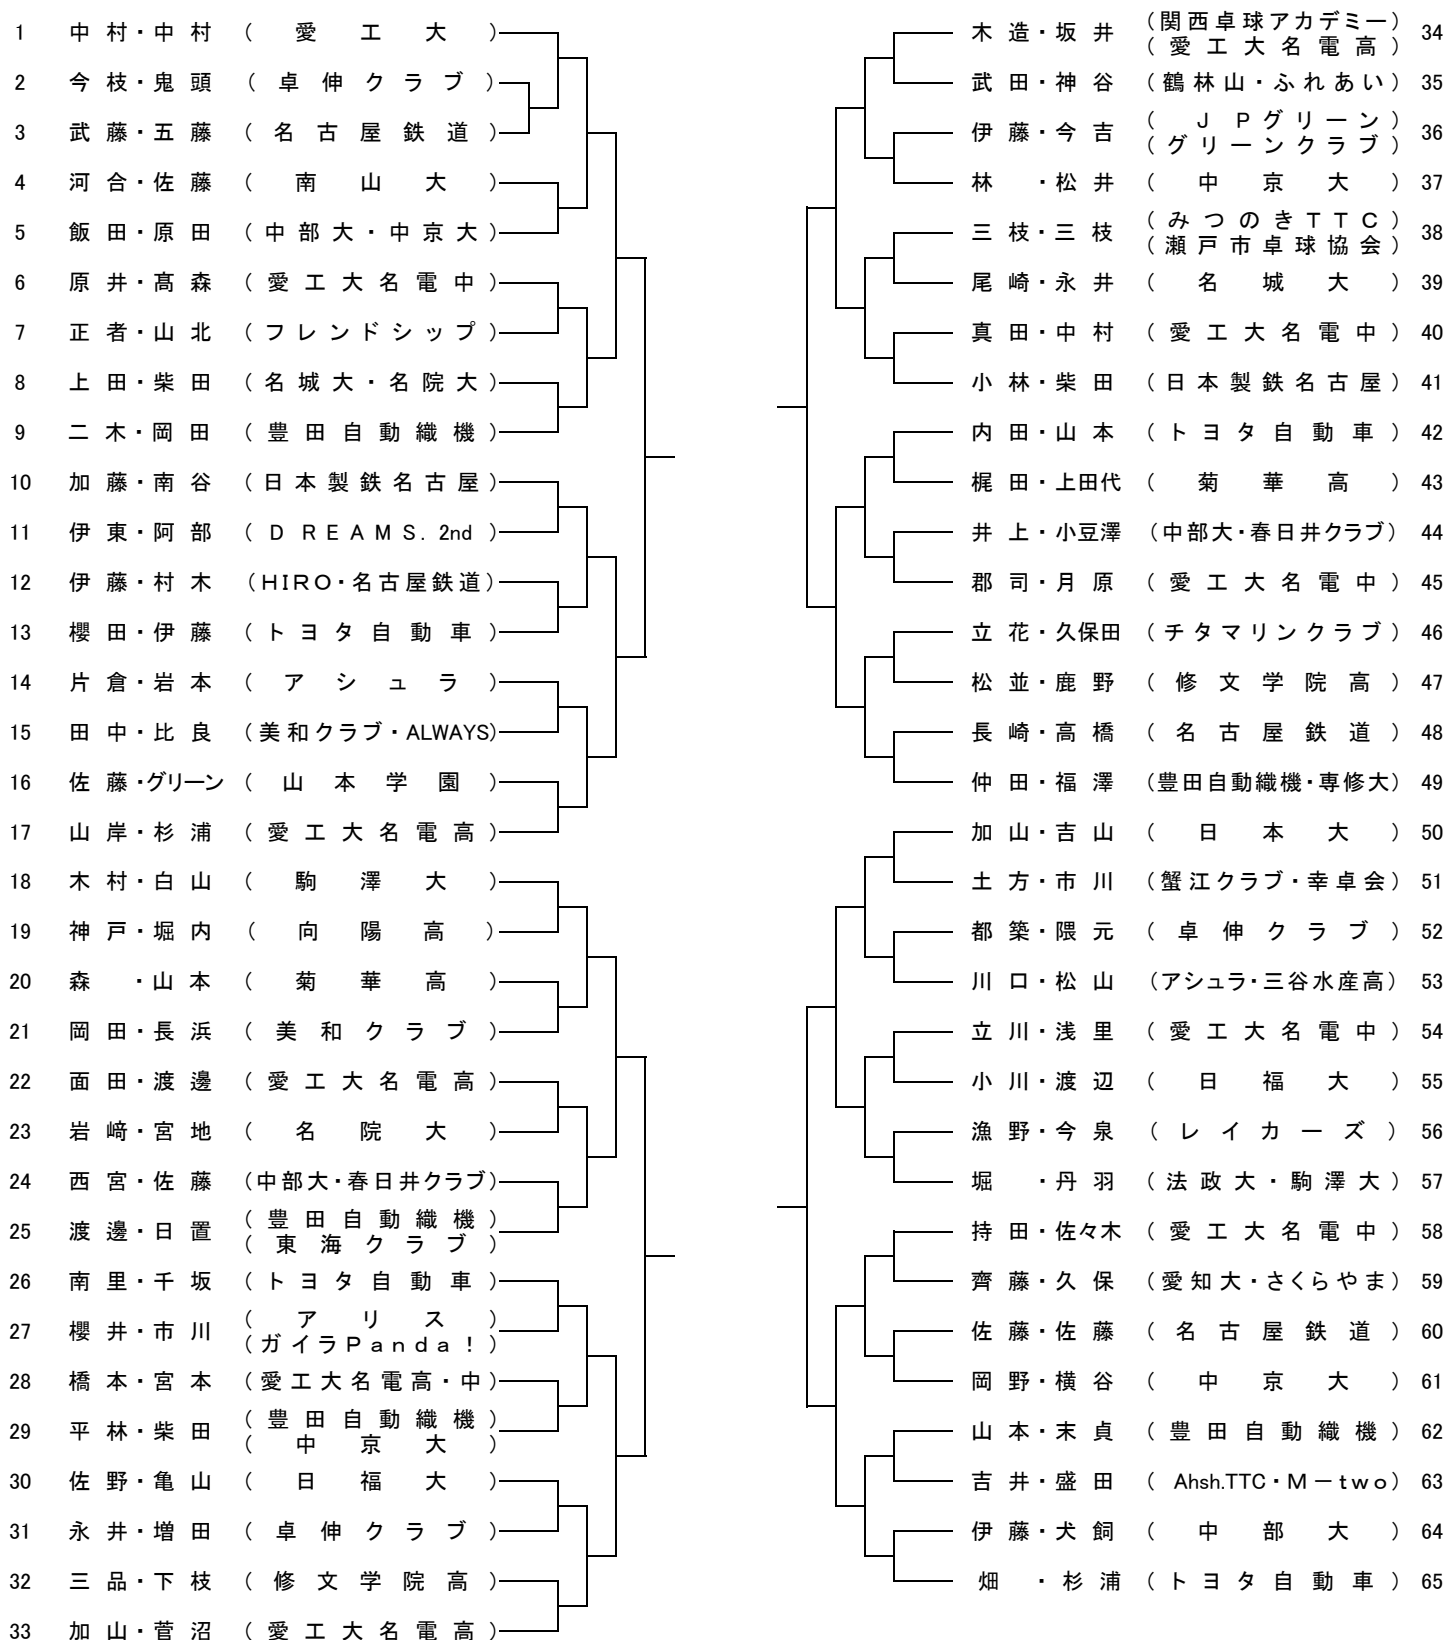 1 中村・中村 (愛工大)
2 今枝・鬼頭 (卓伸クラブ)
3 武藤・五藤 (名古屋鉄道)
4 河合・佐藤 (南山大)
5 飯田・原田 (中部大・中京大)
6 原井・髙森 (愛工大名電中)
7 正者・山北 (フレンドシップ)
8 上田・柴田 (名城大・名院大)
9 二木・岡田 (豊田自動織機)
10 加藤・南谷 (日本製鉄名古屋)
11 伊東・阿部 (DREAMS.2nd)
12 伊藤・村木 (HIRO・名古屋鉄道)
13 櫻田・伊藤 (トヨタ自動車)
14 片倉・岩本 (アシュラ)
15 田中・比良 (美和クラブ・ALWAYS)
16 佐藤・グリーン (山本学園)
17 山岸・杉浦 (愛工大名電高)
18 木村・白山 (駒澤大)
19 神戸・堀内 (向陽高)
20 森・山本 (菊華高)
21 岡田・長浜 (美和クラブ)
22 面田・渡邊 (愛工大名電高)
23 岩﨑・宮地 (名院大)
24 西宮・佐藤 (中部大・春日井クラブ)
25 渡邊・日置 (豊田自動織機)
(東海クラブ)
26 南里・千坂 (トヨタ自動車)
27 櫻井・市川 (アリス)
(ガイラPanda!)
28 橋本・宮本 (愛工大名電高・中)
29 平林・柴田 (豊田自動織機)
(中京大)
30 佐野・亀山 (日福大)
31 永井・増田 (卓伸クラブ)
32 三品・下枝 (修文学院高)
33 加山・菅沼 (愛工大名電高)
木造・坂井 (関西卓球アカデミー) 34
(愛工大名電高)
武田・神谷 (鶴林山・ふれあい) 35
伊藤・今吉 (JPグリーン) 36
(グリーンクラブ)
林・松井 (中京大) 37
三枝・三枝 (みつのきTTC) 38
(瀬戸市卓球協会)
尾崎・永井 (名城大) 39
真田・中村 (愛工大名電中) 40
小林・柴田 (日本製鉄名古屋) 41
内田・山本 (トヨタ自動車) 42
梶田・上田代 (菊華高) 43
井上・小豆澤 (中部大・春日井クラブ) 44
郡司・月原 (愛工大名電中) 45
立花・久保田 (チタマリンクラブ) 46
松並・鹿野 (修文学院高) 47
長崎・高橋 (名古屋鉄道) 48
仲田・福澤 (豊田自動織機・専修大) 49
加山・吉山 (日本大) 50
土方・市川 (蟹江クラブ・幸卓会) 51
都築・隈元 (卓伸クラブ) 52
川口・松山 (アシュラ・三谷水産高) 53
立川・浅里 (愛工大名電中) 54
小川・渡辺 (日福大) 55
漁野・今泉 (レイカーズ) 56
堀・丹羽 (法政大・駒澤大) 57
持田・佐々木 (愛工大名電中) 58
齊藤・久保 (愛知大・さくらやま) 59
佐藤・佐藤 (名古屋鉄道) 60
岡野・横谷 (中京大) 61
山本・末貞 (豊田自動織機) 62
吉井・盛田 (Ahsh.TTC・M－two) 63
伊藤・犬飼 (中部大) 64
畑・杉浦 (トヨタ自動車) 65